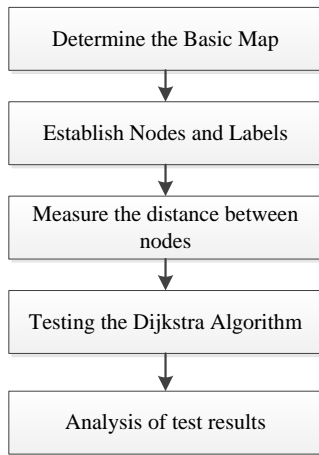 Determine the Basic Map
Establish Nodes and Labels
Measure the distance between
nodes
Testing the Dijkstra Algorithm
Analysis of test results